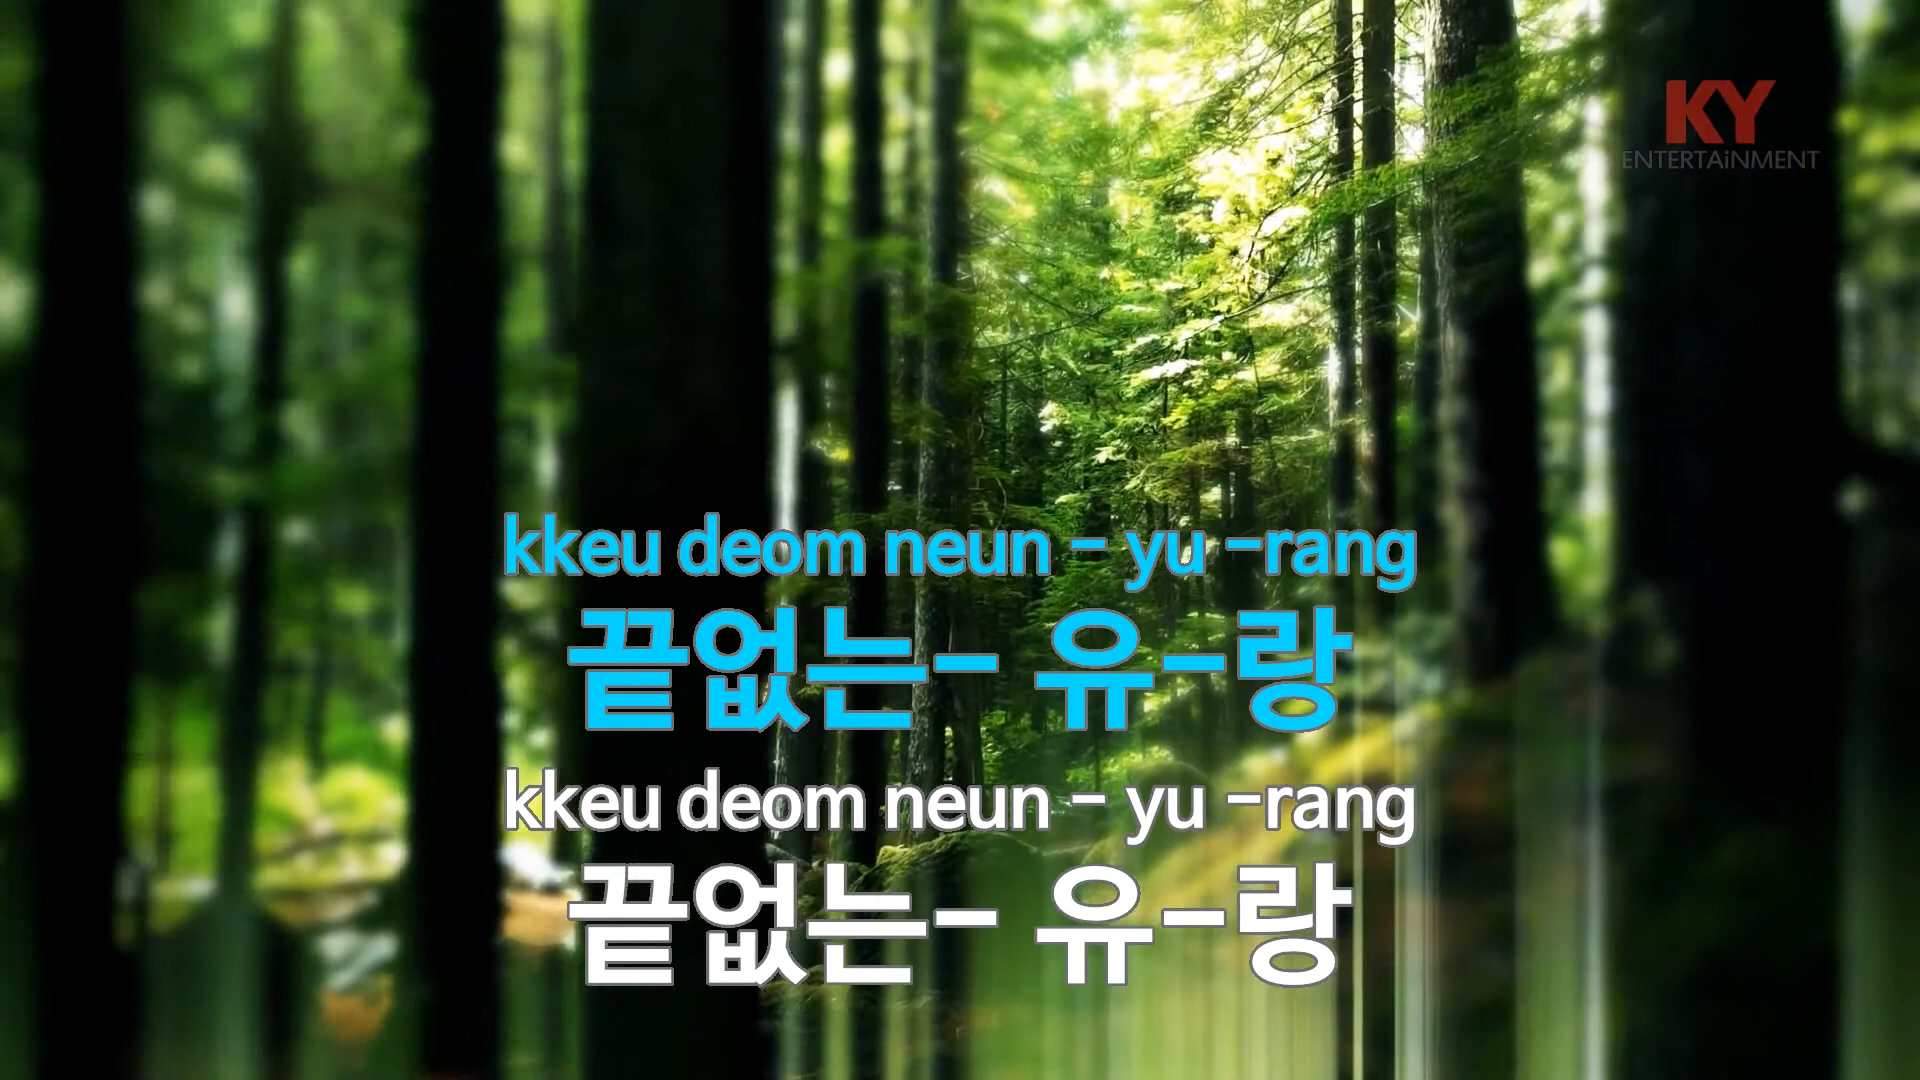 KY
ENTERTAiNMENT
kkeu deom neun - yu -rang
끝없는- 유-랑
kkeu deom neun - yu -rang
끝없는- 유-랑